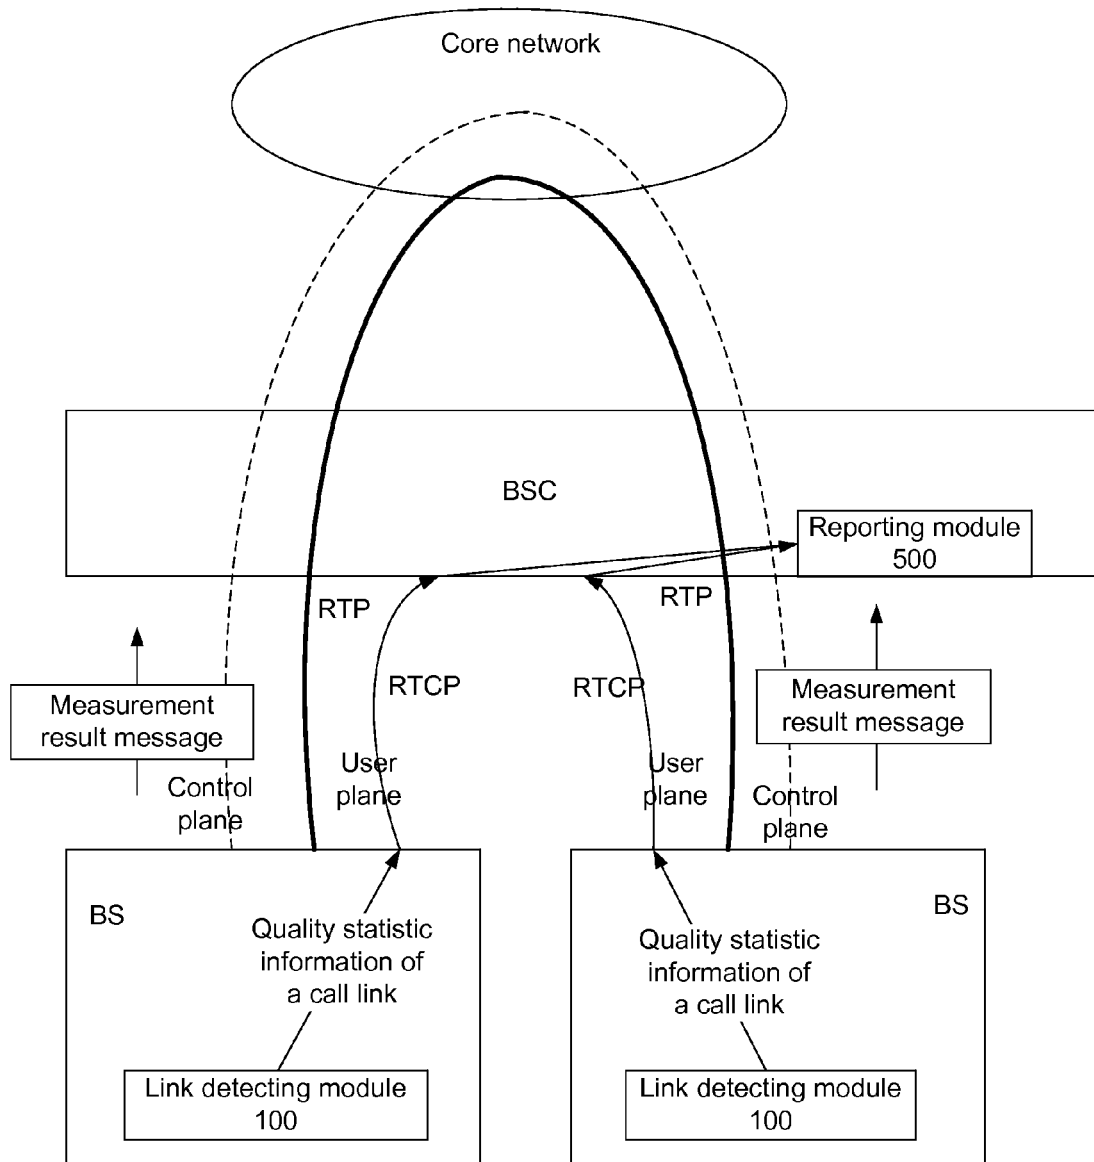 Core network
BSC
Reporting module
500
RTP
RTP
RTCP
RTCP
Measurement
result message
Measurement
result message
User
plane
User
plane
Control
plane
Control
plane
BS
BS
Quality statistic
information of
a call link
Quality statistic
information of
a call link
Link detecting module
100
Link detecting module
100